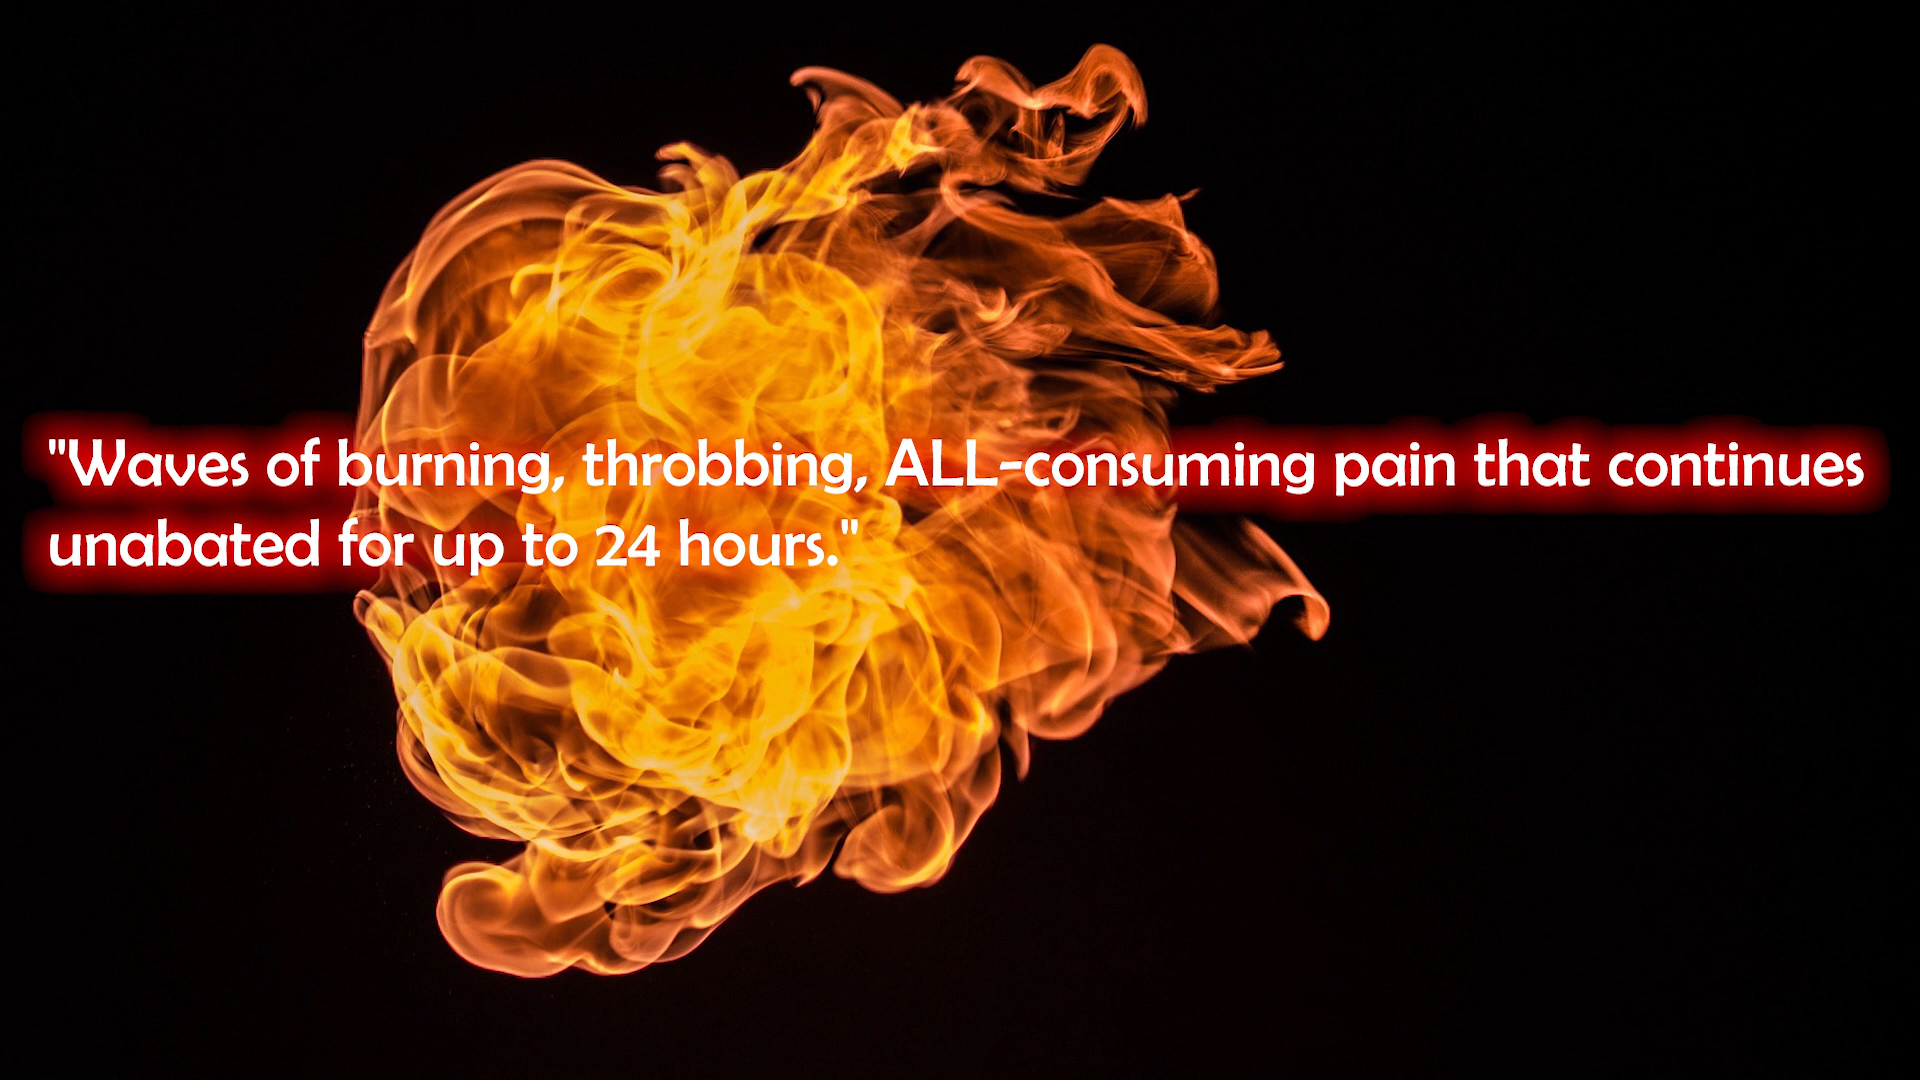 "Waves of burning, throbbing, ALL-consuming pain that continues
unabated for up to 24 hours."